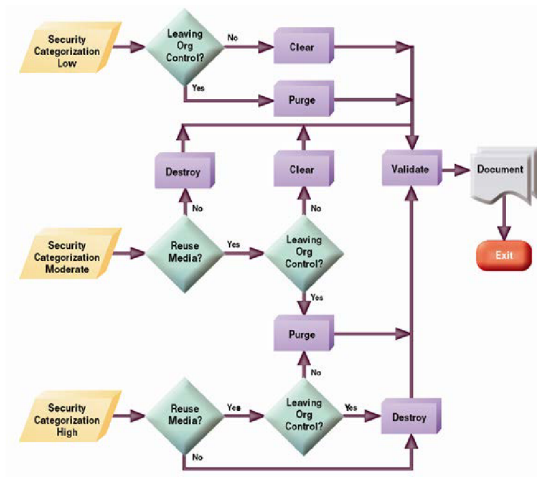 Security
Categorization
Low
Leaving
Org
Control?
No
Clear
Yes
Purge
Destroy
Clear
Validate
Document
No
No
Security
Categorization
Moderate
Reuse
Media?
Yes
Leaving
Org
Control?
Exit
Yes
Purge
No
Security
Categorization
High
Reuse
Media?
Yes
Leaving
Org
Control?
Yes
Destroy
No